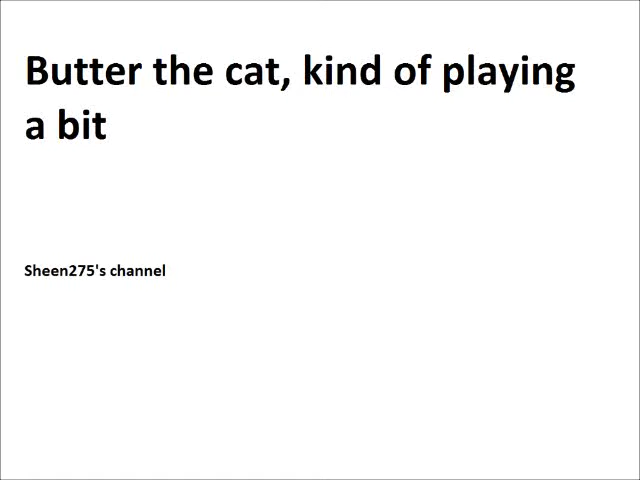 Butter the cat, kind of playing
a bit
Sheen275's channel